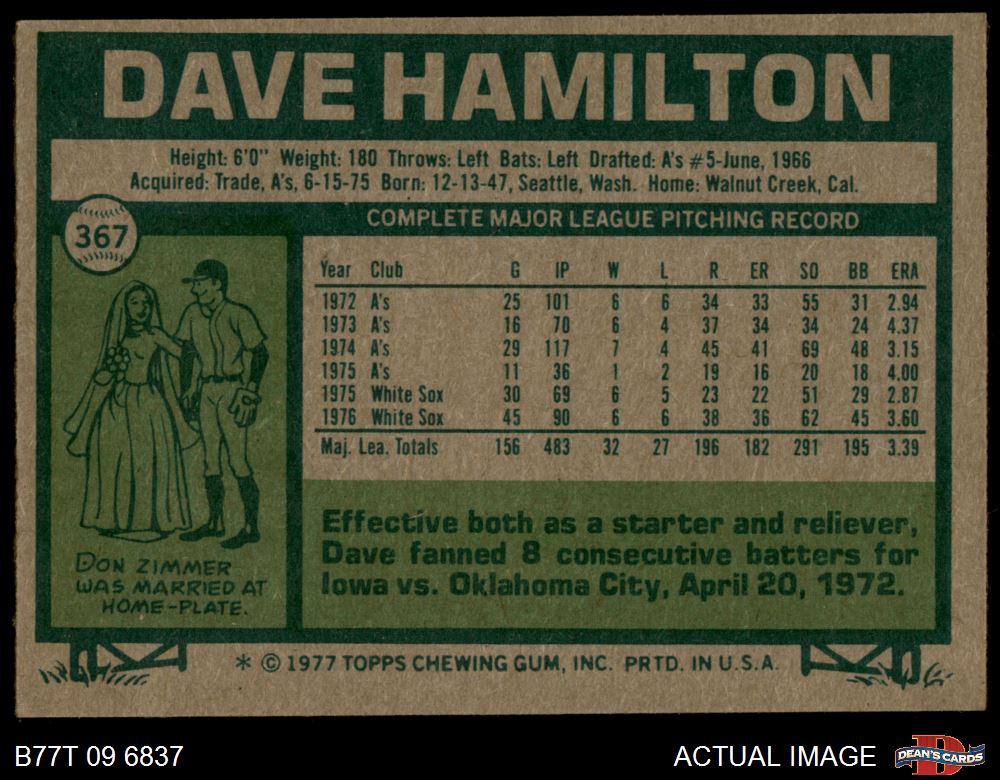 DAVE HAMILTON
Height: 6'0" Weight: 180 Throws: Left Bats: Left Drafted: A's #5-June, 1966
Acquired: Trade, A's, 6-15-75 Born: 12-13-47, Seattle, Wash. Home: Walnut Creek, Cal.
367
COMPLETE MAJOR LEAGUE PITCHING RECORD
Year Club G IP W L R ER SO BB ERA
1972 A's 25 101 6 6 34 33 55 31 2.94
1973 A's 16 70 6 4 37 34 34 24 4.37
1974 A's 29 117 7 4 45 41 69 48 3.15
1975 A's 11 36 1 2 19 16 20 18 4.00
1975 White Sox 30 69 6 5 23 22 51 29 2.87
1976 White Sox 45 90 6 6 38 36 62 45 3.60
Maj. Lea. Totals 156 483 32 27 196 182 291 195 3.39
DON ZIMMER
WAS MARRIED AT
HOME-PLATE.
Effective both as a starter and reliever,
Dave fanned 8 consecutive batters for
Iowa vs. Oklahoma City, April 20, 1972.
* © 1977 TOPPS CHEWING GUM, INC. PRTD. IN U.S.A.
B77T 09 6837
ACTUAL IMAGE
D
DEAN'S CARDS